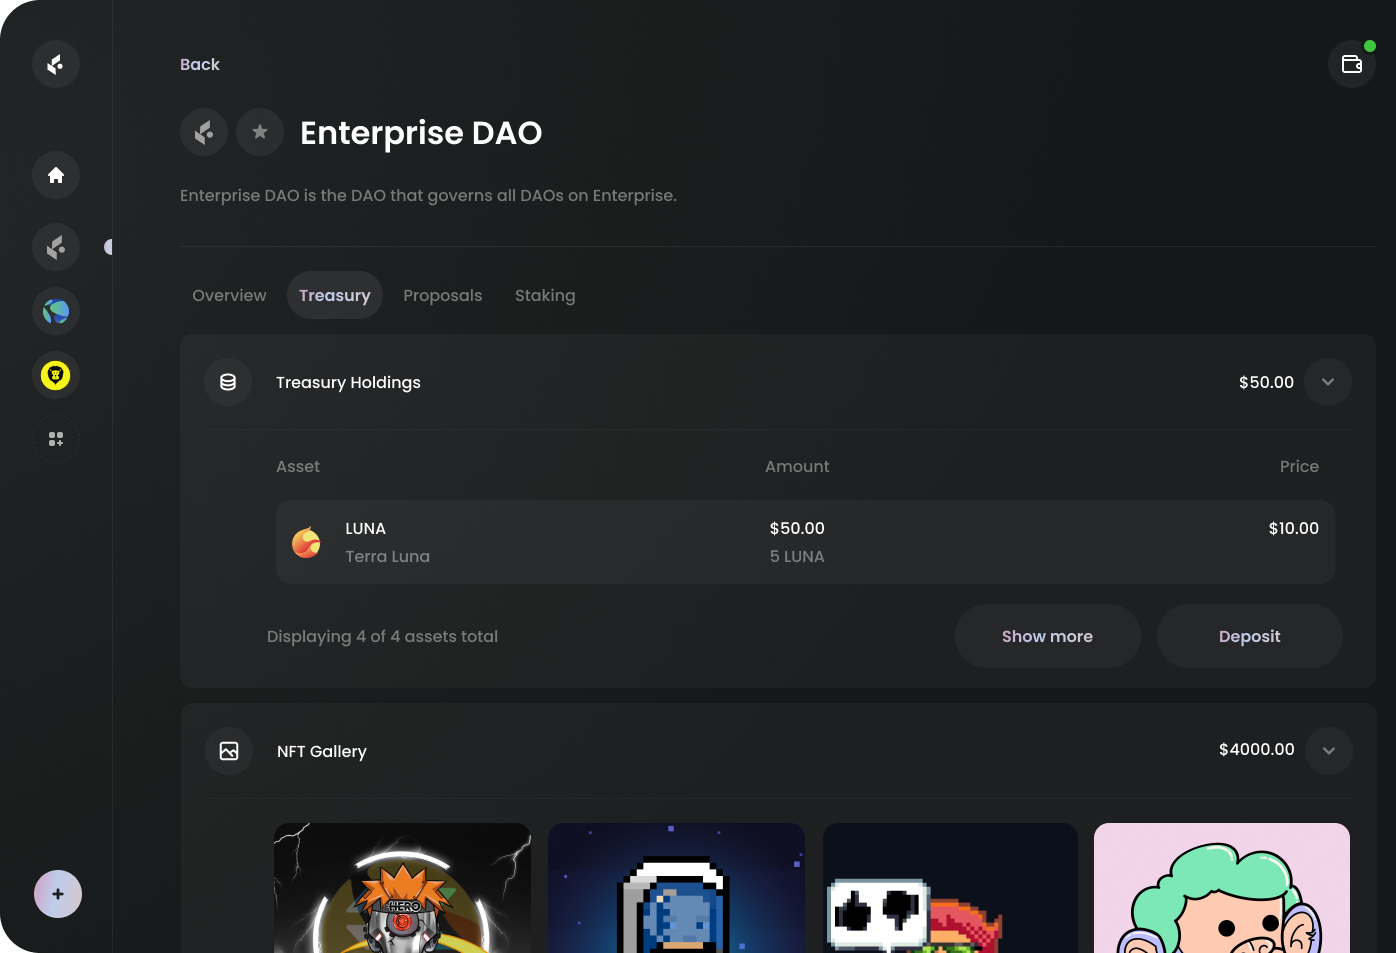 Back
Enterprise DAO
Enterprise DAO is the DAO that governs all DAOs on Enterprise.
Overview Treasury Proposals Staking
Treasury Holdings $50.00
Asset Amount Price
LUNA $50.00 $10.00
Terra Luna 5 LUNA
Displaying 4 of 4 assets total Show more Deposit
NFT Gallery $4000.00
HERO